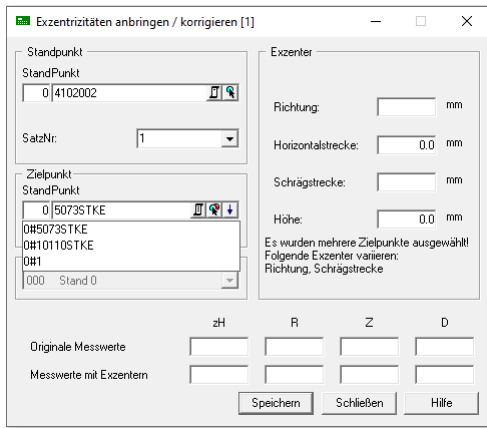 Exzentrizitäten anbringen / korrigieren [1]
Standpunkt
StandPunkt
0 4102002
SatzNr: 1
Zielpunkt
StandPunkt
0 5073STKE
0#5073STKE
0#10110STKE
0#1
000 Stand 0
Exzenter
Richtung: mm
Horizontalstrecke: 0.0 mm
Schrägstrecke: mm
Höhe: 0.0 mm
Es wurden mehrere Zielpunkte ausgewählt!
Folgende Exzenter variieren:
Richtung, Schrägstrecke
zH R Z D
Originale Messwerte
Messwerte mit Exzentern
Speichern Schließen Hilfe